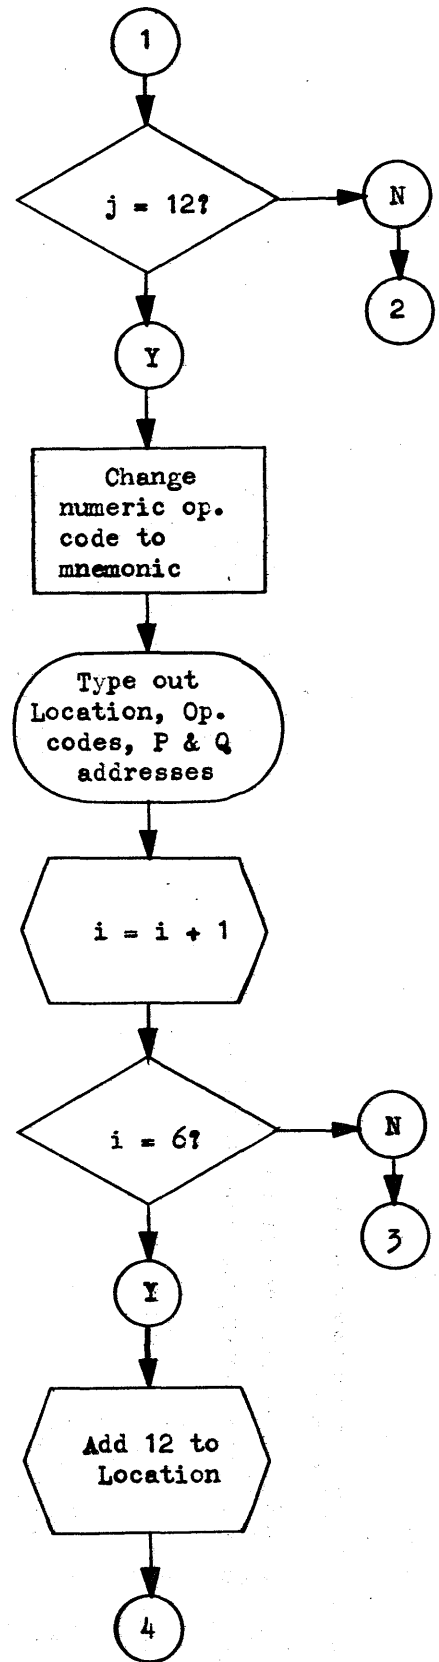 1
j = 12?
N
2
Y
Change
numeric op.
code to
mnemonic
Type out
Location, Op.
codes, P & Q
addresses
i = i + 1
i = 6?
N
3
Y
Add 12 to
Location
4